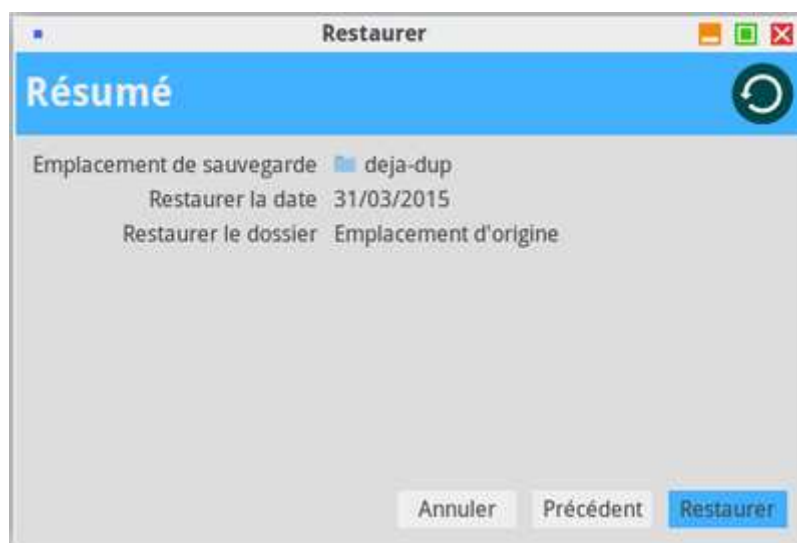 Restaurer
Résumé
Emplacement de sauvegarde deja-dup
Restaurer la date 31/03/2015
Restaurer le dossier Emplacement d'origine
Annuler Précédent Restaurer